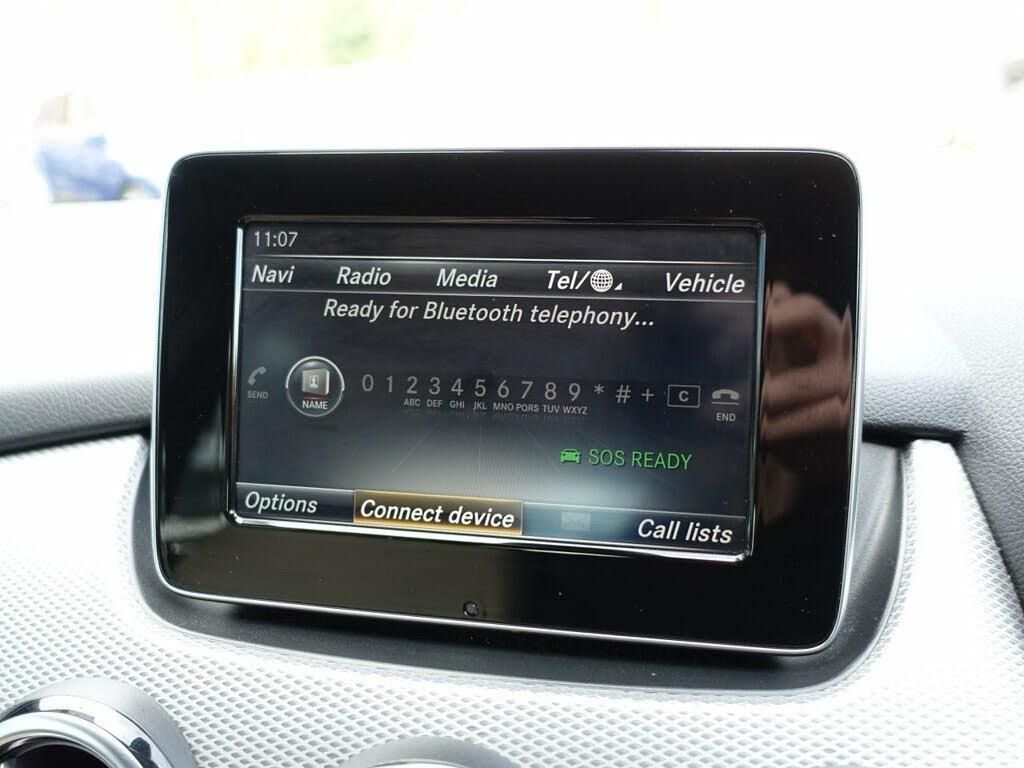 11:07
Navi Radio Media Tel/ Vehicle
Ready for Bluetooth telephony...
SEND NAME 0 1 2 3 4 5 6 7 8 9 * # + C END
ABC DEF GHI JKL MNO PQRS TUV WXYZ
SOS READY
Options Connect device Call lists